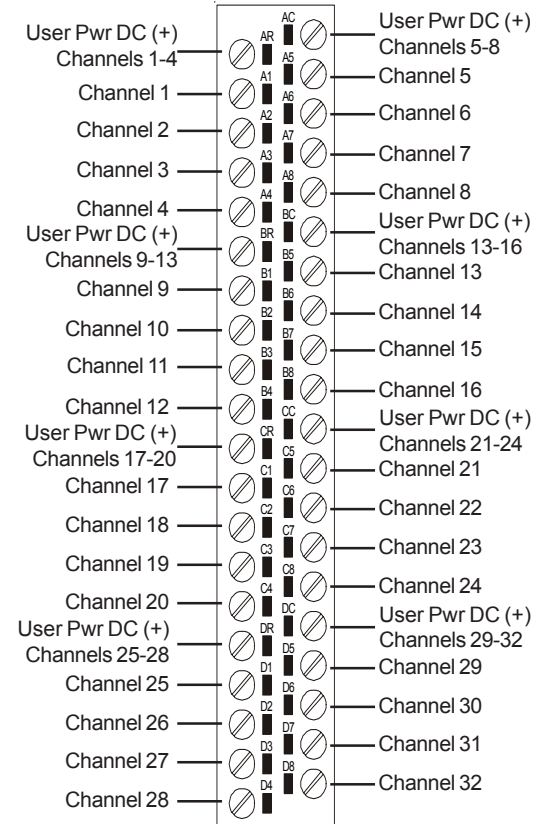 User Pwr DC (+)
Channels 1-4
Channel 1
Channel 2
Channel 3
Channel 4
User Pwr DC (+)
Channels 9-13
Channel 9
Channel 10
Channel 11
Channel 12
User Pwr DC (+)
Channels 17-20
Channel 17
Channel 18
Channel 19
Channel 20
User Pwr DC (+)
Channels 25-28
Channel 25
Channel 26
Channel 27
Channel 28
AR
A1
A2
A3
A4
BR
B1
B2
B3
B4
CR
C1
C2
C3
C4
DR
D1
D2
D3
D4
AC
A5
A6
A7
A8
BC
B5
B6
B7
B8
CC
C5
C6
C7
C8
DC
D5
D6
D7
D8
User Pwr DC (+)
Channels 5-8
Channel 5
Channel 6
Channel 7
Channel 8
User Pwr DC (+)
Channels 13-16
Channel 13
Channel 14
Channel 15
Channel 16
User Pwr DC (+)
Channels 21-24
Channel 21
Channel 22
Channel 23
Channel 24
User Pwr DC (+)
Channels 29-32
Channel 29
Channel 30
Channel 31
Channel 32